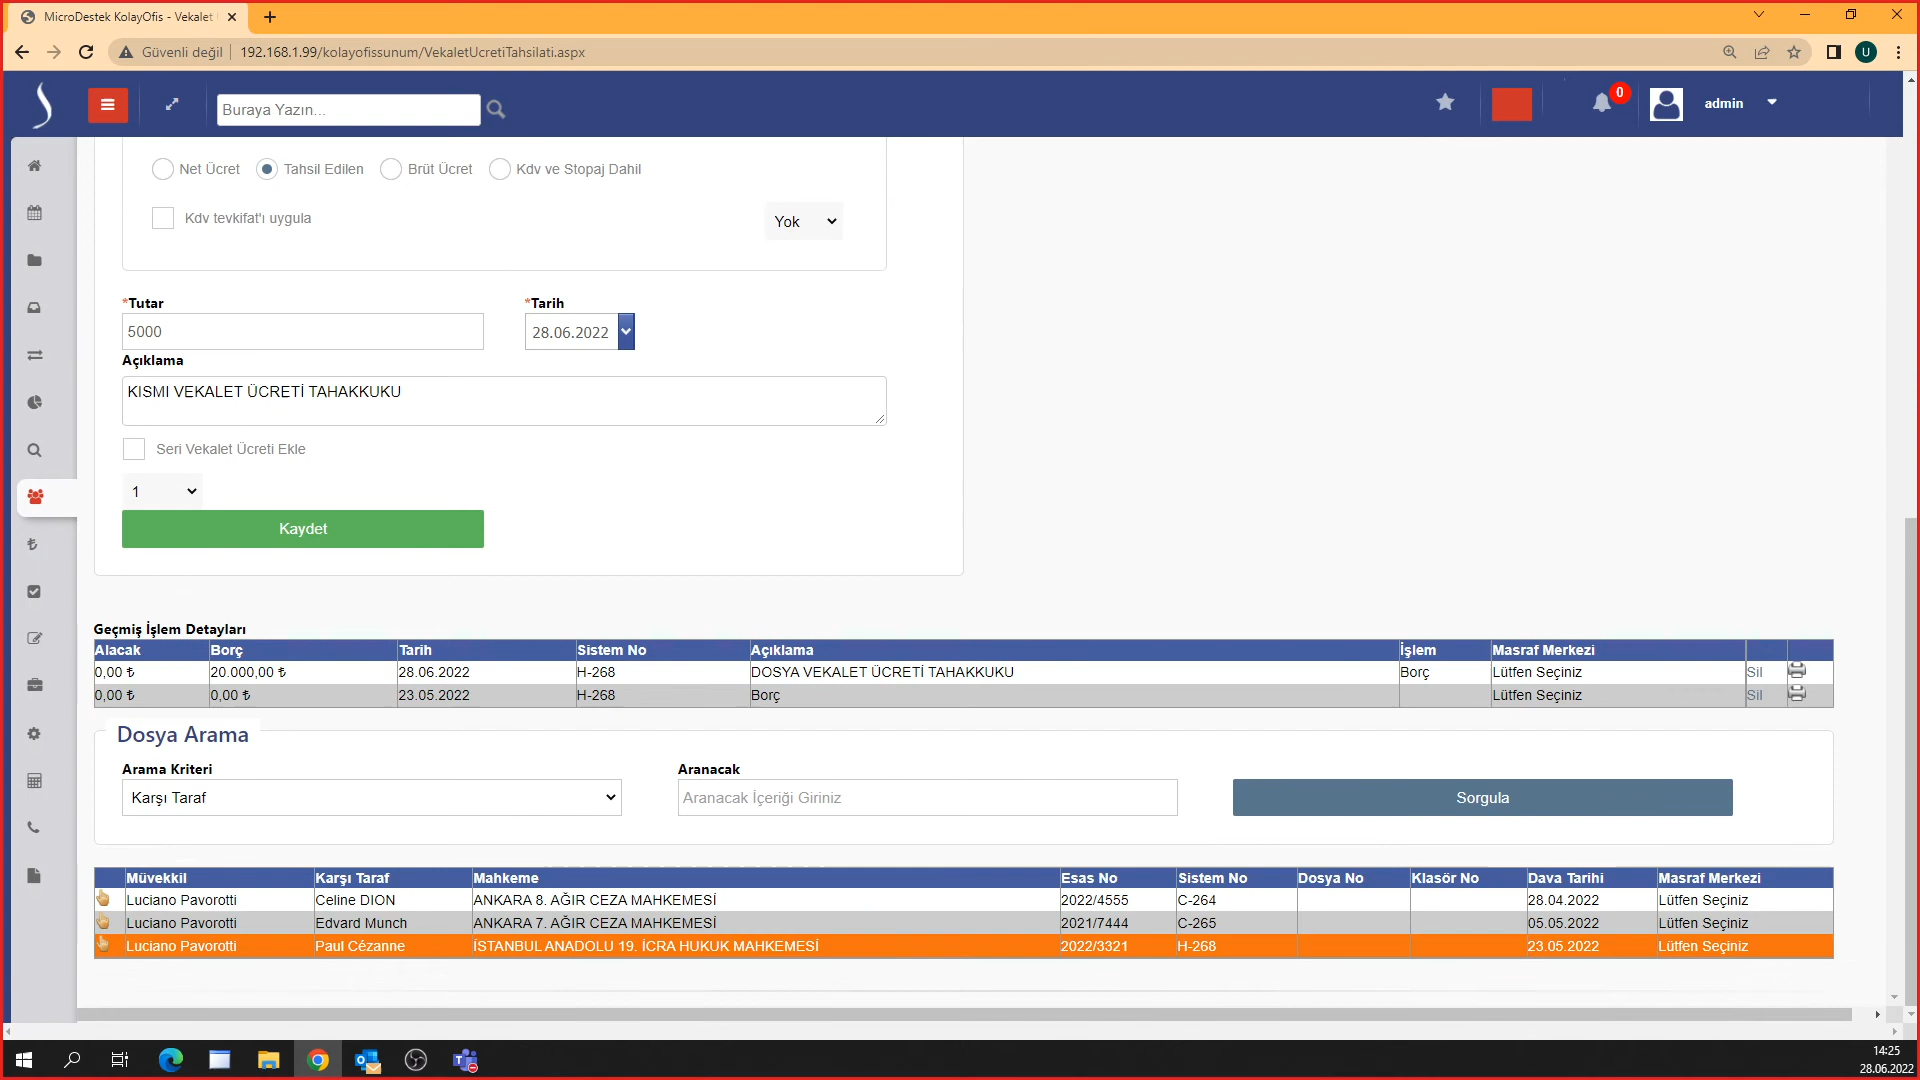 MicroDestek KolayOfis - Vekalet
Güvenli değil 192.168.1.99/kolayofissunum/VekaletUcretiTahsilati.aspx U
Buraya Yazın... 0 admin
Net Ücret Tahsil Edilen Brüt Ücret Kdv ve Stopaj Dahil
Kdv tevkifat'ı uygula Yok
*Tutar *Tarih
5000 28.06.2022
Açıklama
KISMI VEKALET ÜCRETİ TAHAKKUKU
Seri Vekalet Ücreti Ekle
1
Kaydet
Geçmiş İşlem Detayları
Alacak Borç Tarih Sistem No Açıklama İşlem Masraf Merkezi
0,00 ₺ 20.000,00 ₺ 28.06.2022 H-268 DOSYA VEKALET ÜCRETİ TAHAKKUKU Borç Lütfen Seçiniz Sil
0,00 ₺ 0,00 ₺ 23.05.2022 H-268 Borç Lütfen Seçiniz Sil
Dosya Arama
Arama Kriteri Aranacak
Karşı Taraf Aranacak İçeriği Giriniz Sorgula
Müvekkil Karşı Taraf Mahkeme Esas No Sistem No Dosya No Klasör No Dava Tarihi Masraf Merkezi
Luciano Pavorotti Celine DION ANKARA 8. AĞIR CEZA MAHKEMESİ 2022/4555 C-264 28.04.2022 Lütfen Seçiniz
Luciano Pavorotti Edvard Munch ANKARA 7. AĞIR CEZA MAHKEMESİ 2021/7444 C-265 05.05.2022 Lütfen Seçiniz
Luciano Pavorotti Paul Cézanne İSTANBUL ANADOLU 19. İCRA HUKUK MAHKEMESİ 2022/3321 H-268 23.05.2022 Lütfen Seçiniz
14:25
28.06.2022